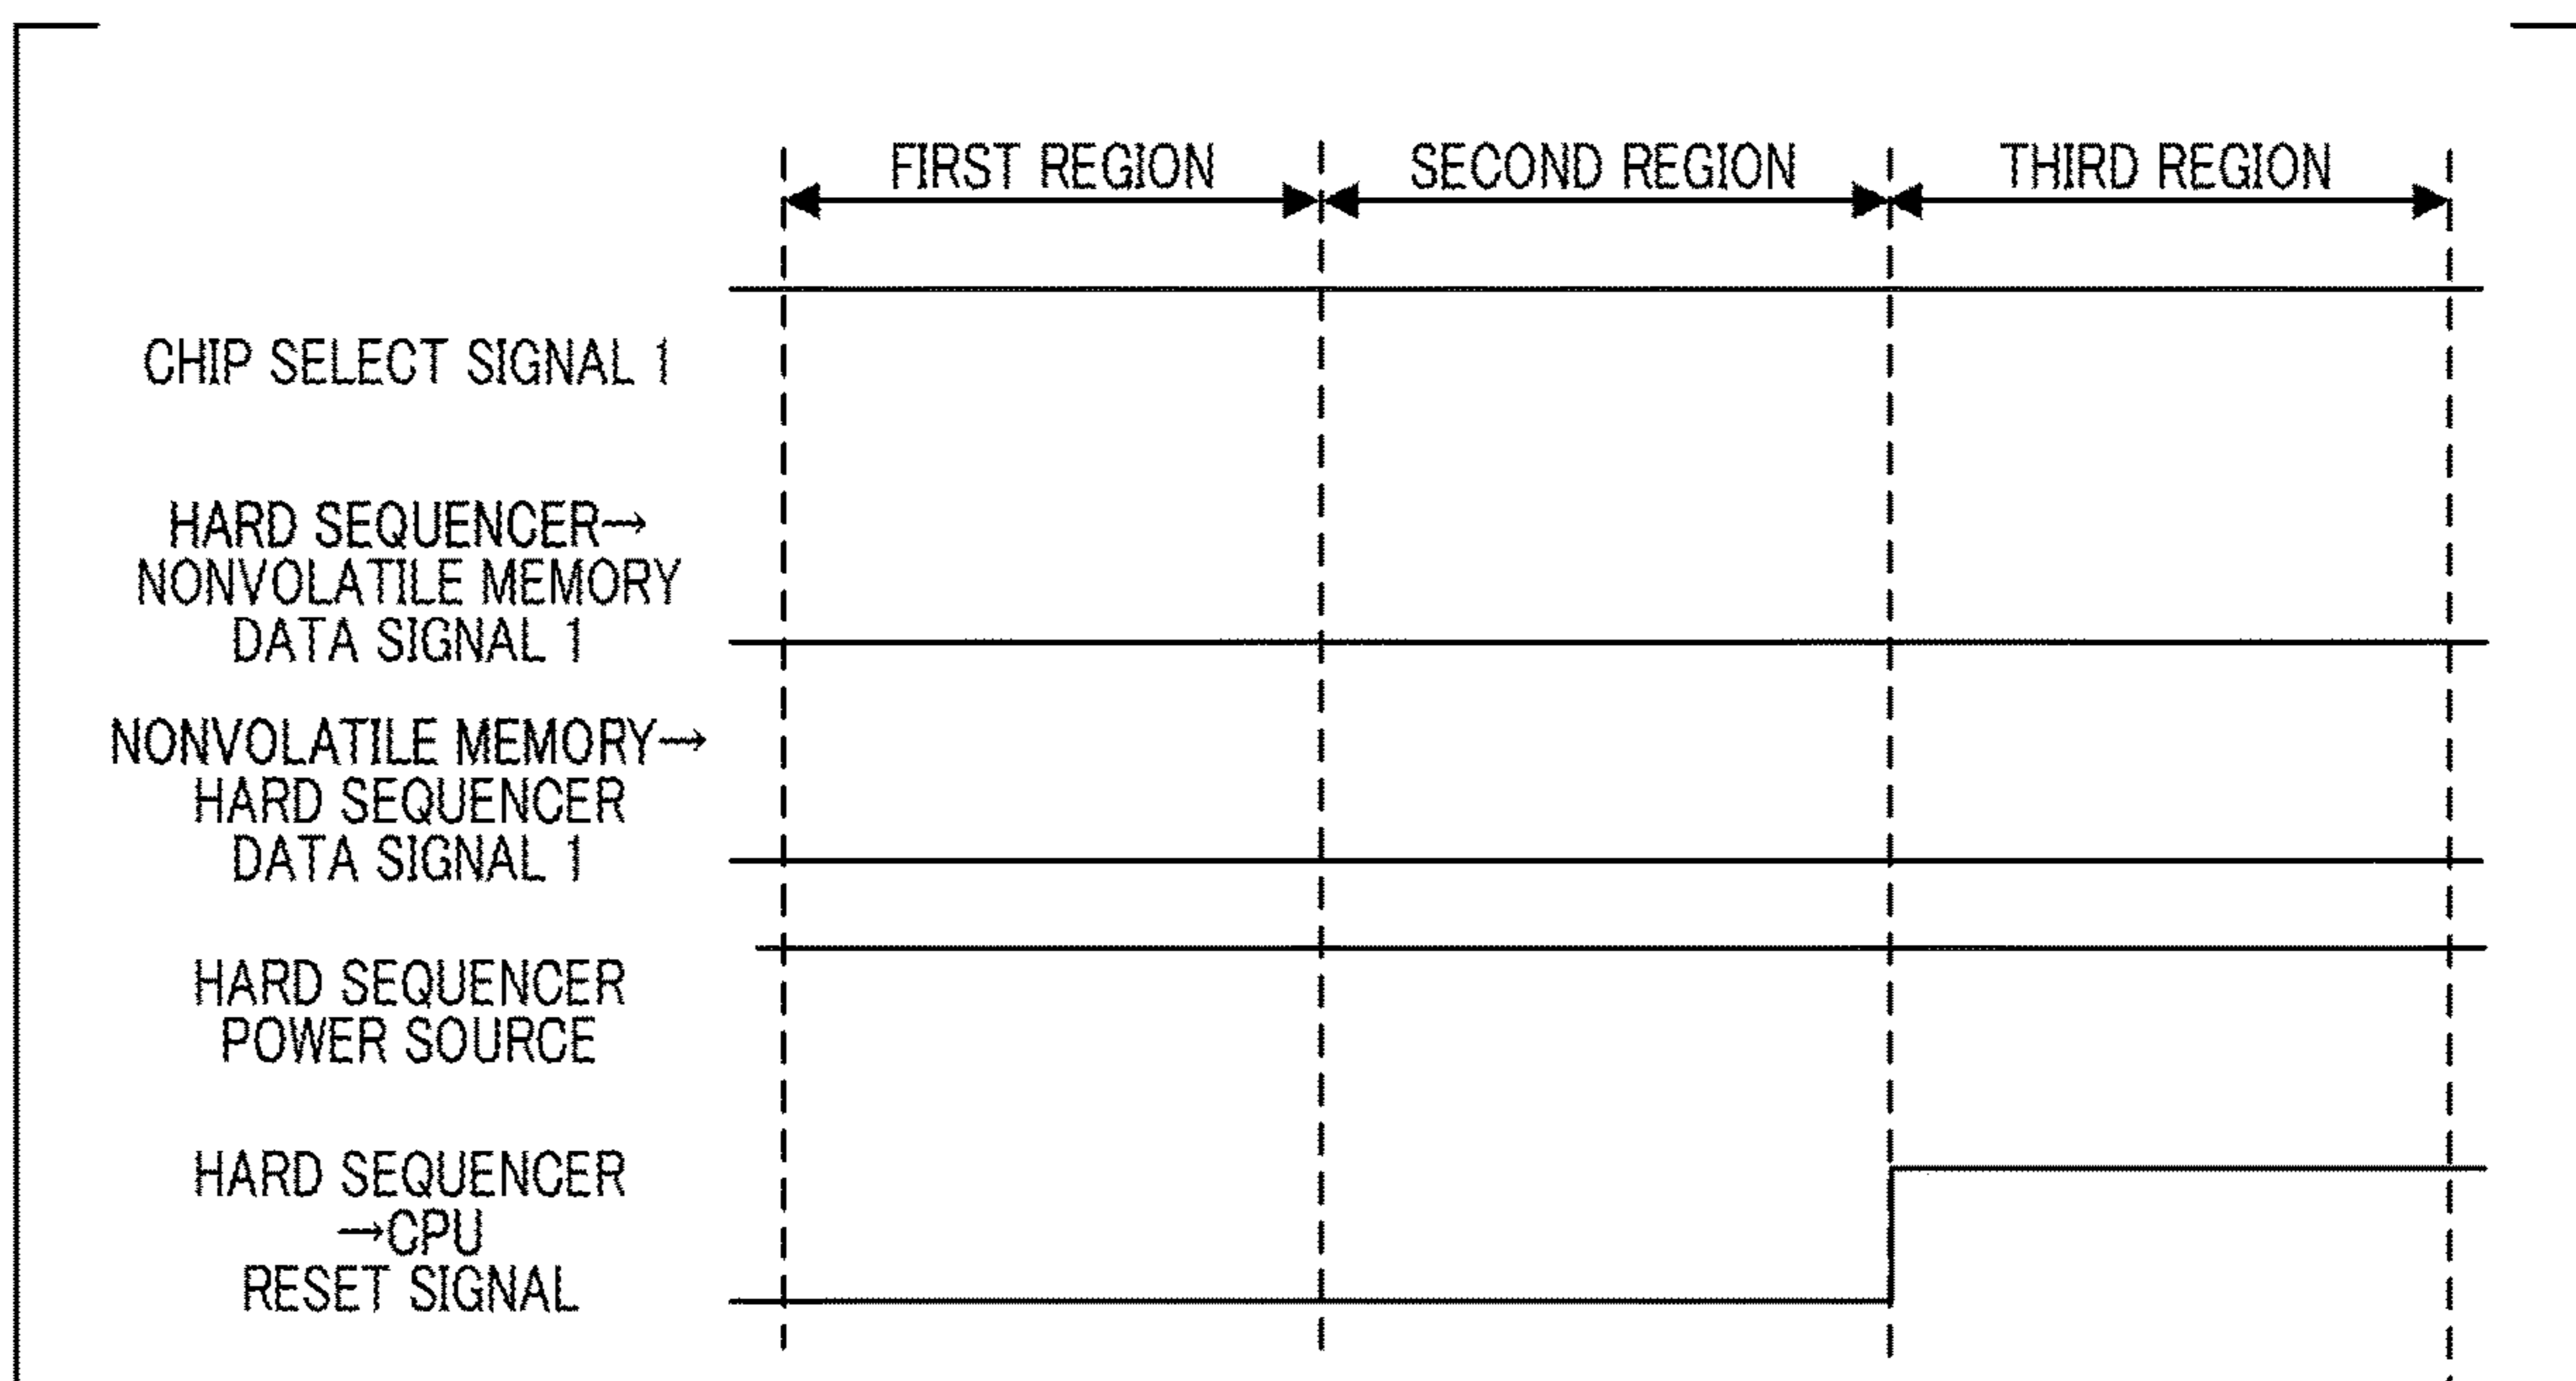 FIRST REGION SECOND REGION THIRD REGION
CHIP SELECT SIGNAL 1
HARD SEQUENCER→
NONVOLATILE MEMORY
DATA SIGNAL 1
NONVOLATILE MEMORY→
HARD SEQUENCER
DATA SIGNAL 1
HARD SEQUENCER
POWER SOURCE
HARD SEQUENCER
→CPU
RESET SIGNAL